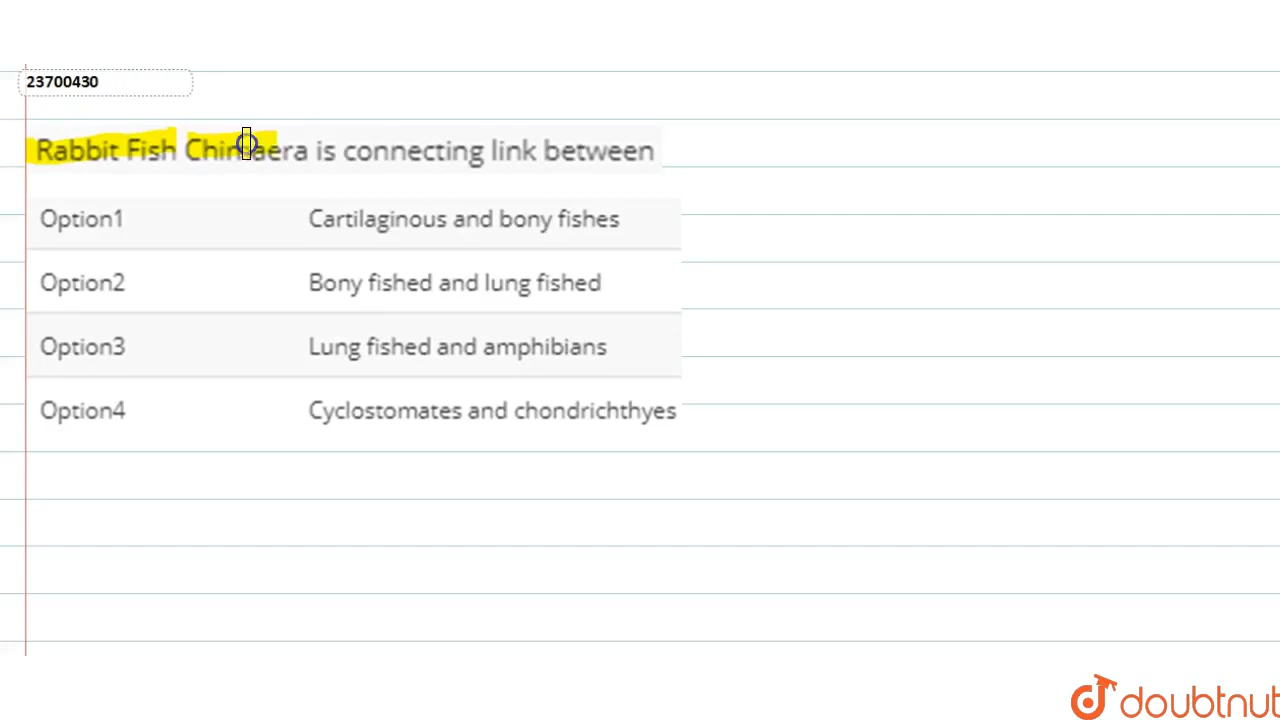 23700430
Rabbit Fish Chimaera is connecting link between
Option1 Cartilaginous and bony fishes
Option2 Bony fished and lung fished
Option3 Lung fished and amphibians
Option4 Cyclostomates and chondrichthyes
doubtnut